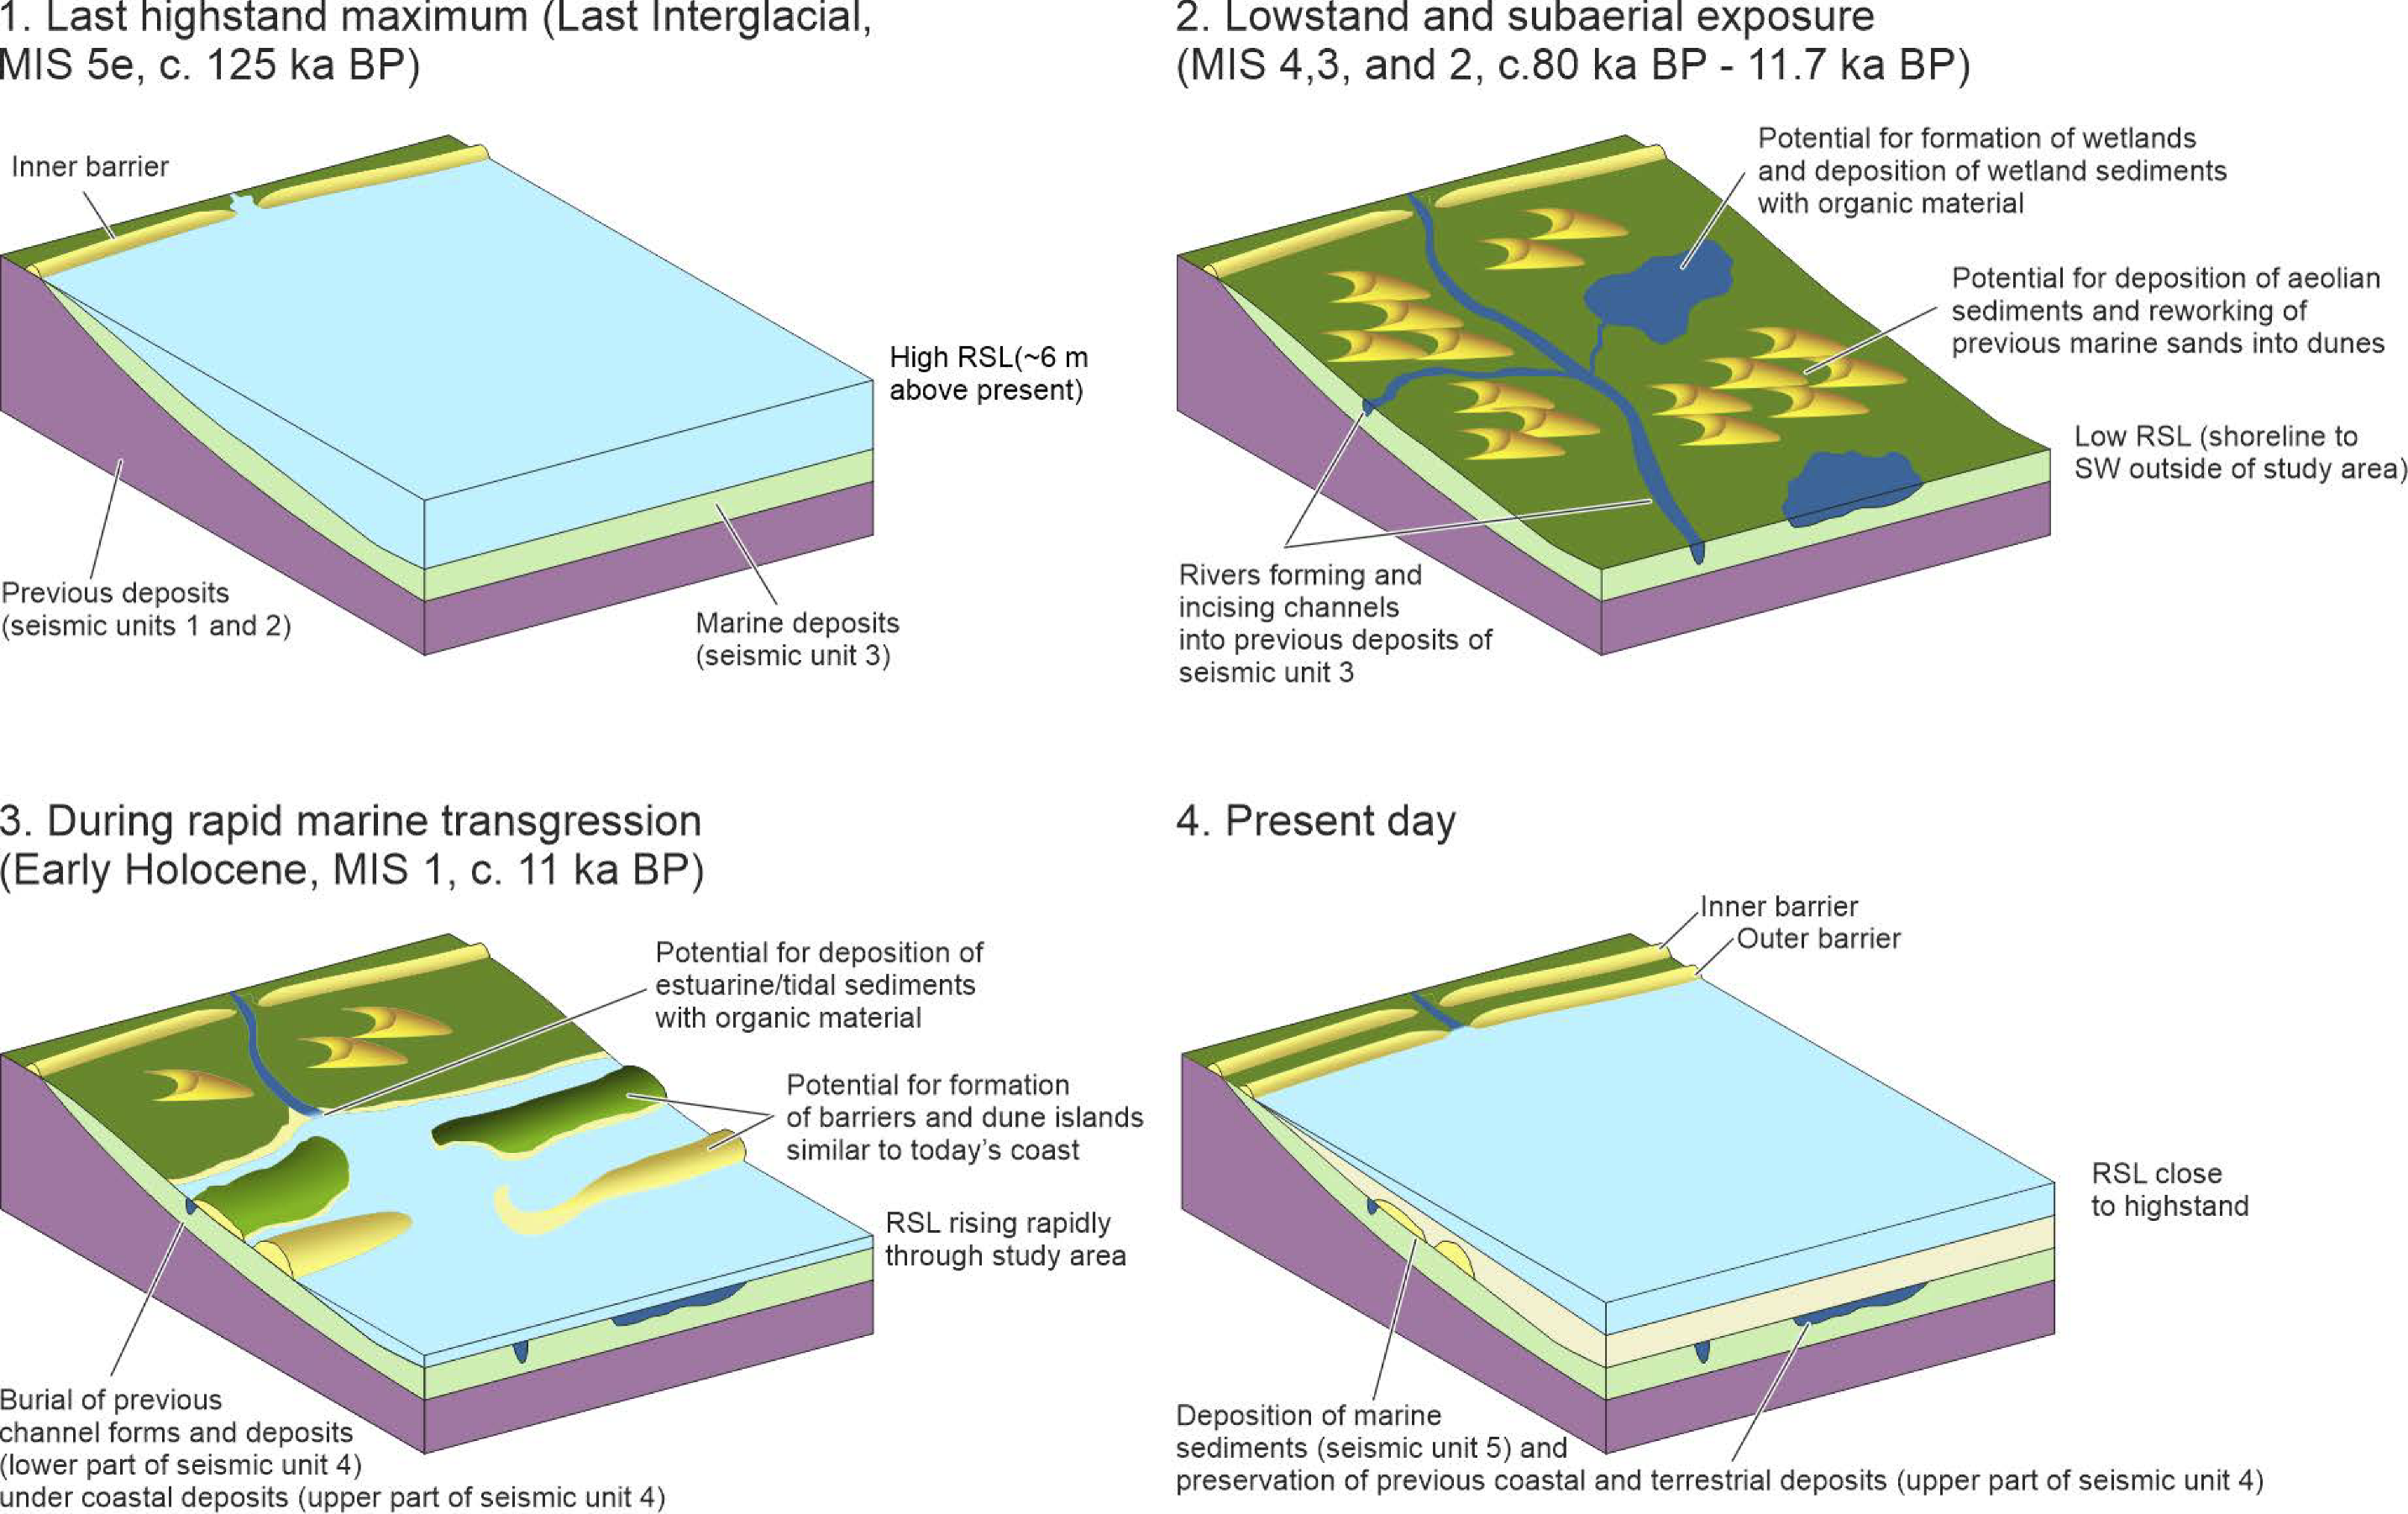 1. Last highstand maximum (Last Interglacial,
MIS 5e, c. 125 ka BP)
Inner barrier
High RSL(~6 m
above present)
Previous deposits
(seismic units 1 and 2)
Marine deposits
(seismic unit 3)
2. Lowstand and subaerial exposure
(MIS 4,3, and 2, c.80 ka BP - 11.7 ka BP)
Potential for formation of wetlands
and deposition of wetland sediments
with organic material
Potential for deposition of aeolian
sediments and reworking of
previous marine sands into dunes
Low RSL (shoreline to
SW outside of study area)
Rivers forming and
incising channels
into previous deposits of
seismic unit 3
3. During rapid marine transgression
(Early Holocene, MIS 1, c. 11 ka BP)
Potential for deposition of
estuarine/tidal sediments
with organic material
Potential for formation
of barriers and dune islands
similar to today's coast
RSL rising rapidly
through study area
Burial of previous
channel forms and deposits
(lower part of seismic unit 4)
under coastal deposits (upper part of seismic unit 4)
4. Present day
Inner barrier
Outer barrier
RSL close
to highstand
Deposition of marine
sediments (seismic unit 5) and
preservation of previous coastal and terrestrial deposits (upper part of seismic unit 4)